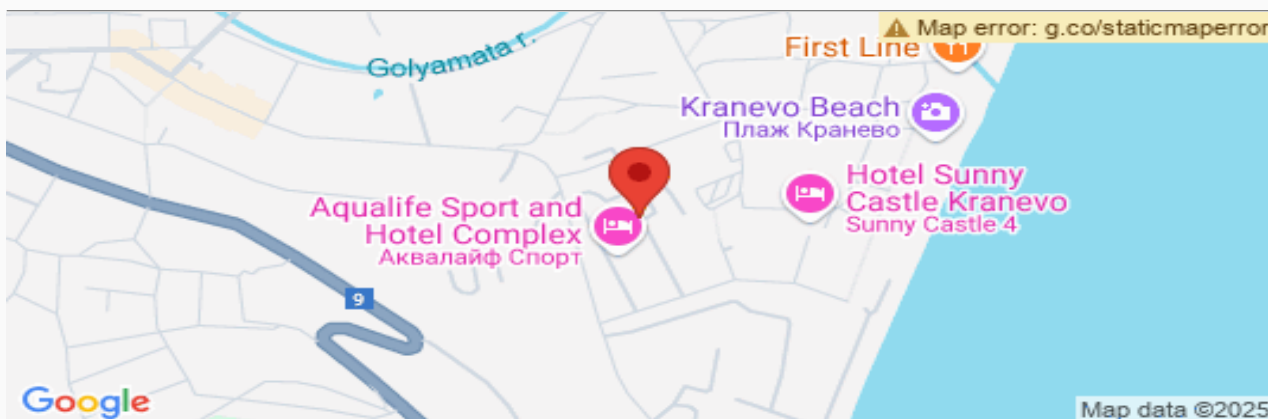 Map error: g.co/staticmaperror
First Line
Golyamata r.
Kranevo Beach
Плаж Кранево
Hotel Sunny
Castle Kranevo
Sunny Castle 4
Aqualife Sport and
Hotel Complex
Аквалайф Спорт
9
Google
Map data ©2025